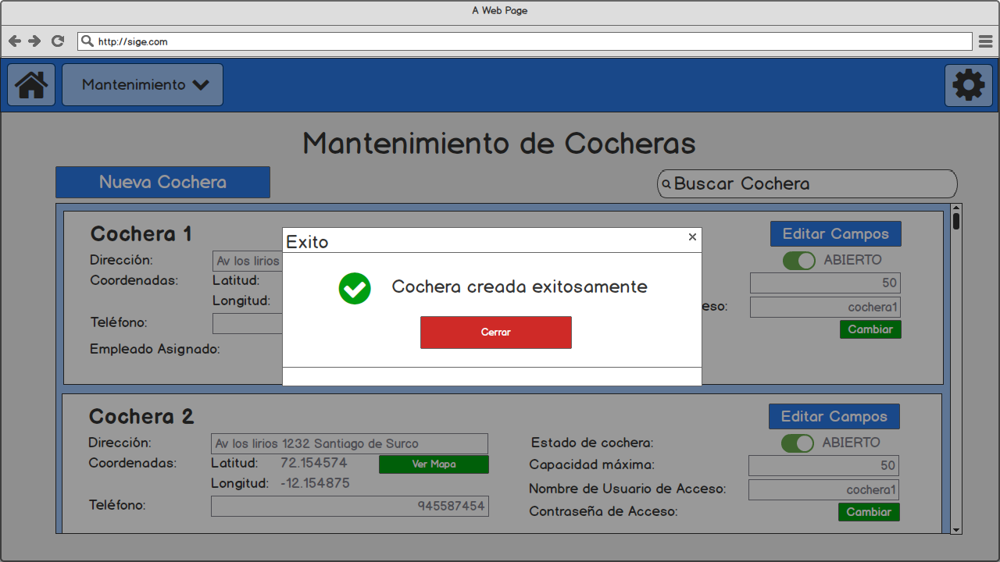 A Web Page
http://sige.com
Mantenimiento
Mantenimiento de Cocheras
Nueva Cochera
Buscar Cochera
Cochera 1
Editar Campos
Dirección:
Av los lirios
ABIERTO
Coordenadas:
Latitud:
50
Longitud:
eso:
cochera1
Teléfono:
Cambiar
Empleado Asignado:
Exito
Cochera creada exitosamente
Cerrar
Cochera 2
Editar Campos
Dirección:
Av los lirios 1232 Santiago de Surco
Estado de cochera:
ABIERTO
Coordenadas:
Latitud:
72.154574
Ver Mapa
Capacidad máxima:
50
Longitud:
-12.154875
Nombre de Usuario de Acceso:
cochera1
Teléfono:
945587454
Contraseña de Acceso:
Cambiar